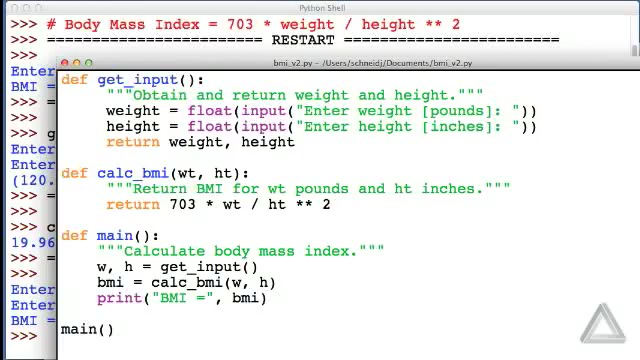 Python Shell
>>> # Body Mass Index = 703 * weight / height ** 2
>>> ======================== RESTART ========================
>>>
Enter
BMI =
>>> =
>>> g
Enter
Enter
(120.
>>> =
>>> c
19.96
>>> =
>>>
Enter
Enter
BMI =
>>>
bmi_v2.py - /Users/schneidj/Documents/bmi_v2.py
def get_input():
"""Obtain and return weight and height."""
weight = float(input("Enter weight [pounds]: "))
height = float(input("Enter height [inches]: "))
return weight, height
def calc_bmi(wt, ht):
"""Return BMI for wt pounds and ht inches."""
return 703 * wt / ht ** 2
def main():
"""Calculate body mass index."""
w, h = get_input()
bmi = calc_bmi(w, h)
print("BMI =", bmi)
main()